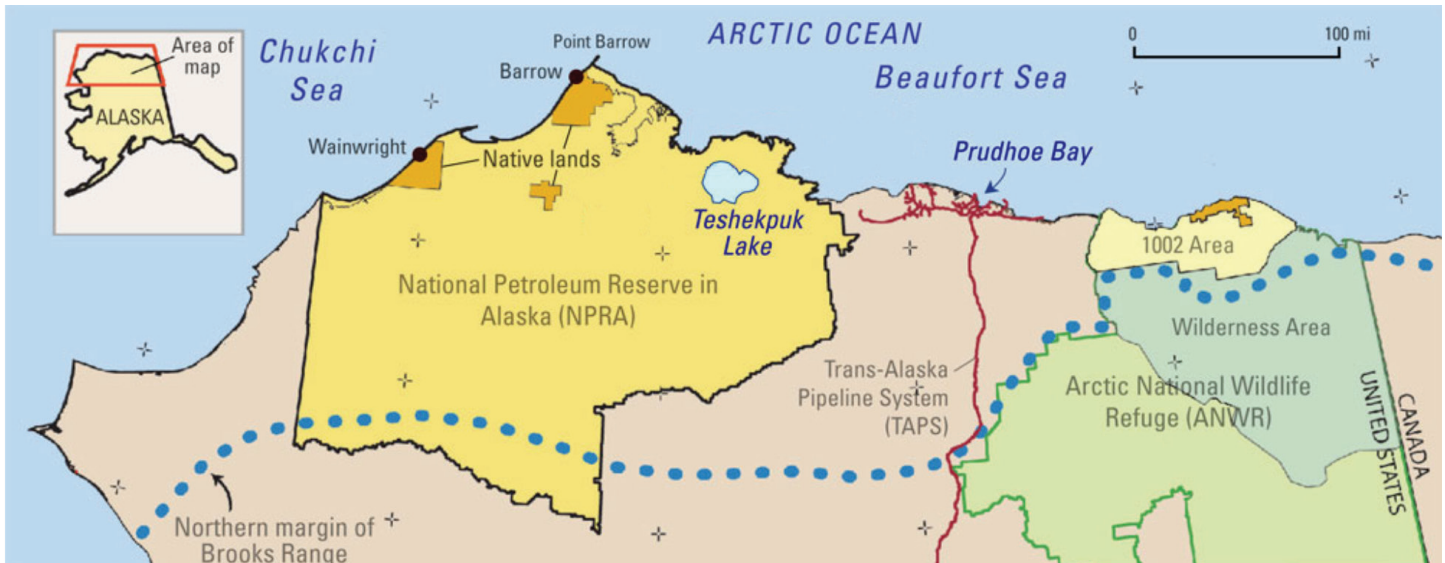 Area of
map
ALASKA
Chukchi
Sea
Point Barrow
Barrow
ARCTIC OCEAN
Beaufort Sea
0
100 mi
Wainwright
Native lands
Prudhoe Bay
Teshekpuk
Lake
1002 Area
National Petroleum Reserve in
Alaska (NPRA)
Wilderness Area
Trans-Alaska
Pipeline System
(TAPS)
Arctic National Wildlife
Refuge (ANWR)
UNITED STATES
CANADA
Northern margin of
Brooks Range